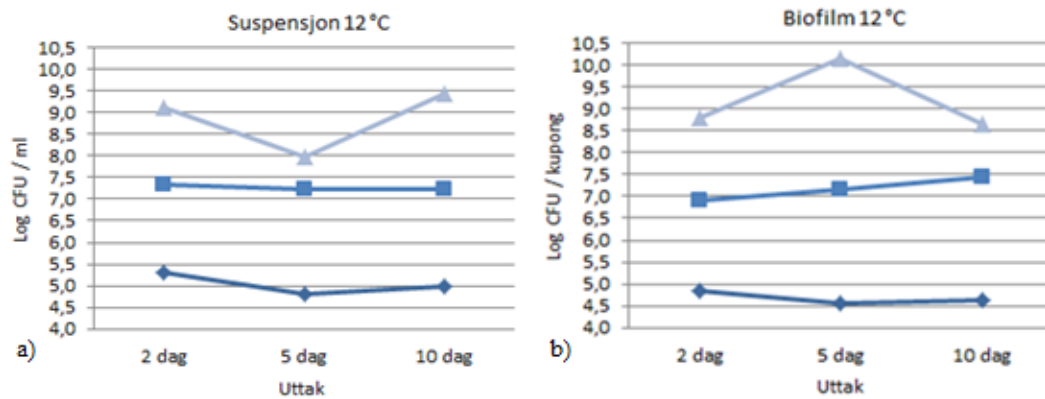 Suspensjon 12 °C
Log CFU / ml
10,5
10,0
9,5
9,0
8,5
8,0
7,5
7,0
6,5
6,0
5,5
5,0
4,5
4,0
2 dag 5 dag 10 dag
Uttak
a)
Biofilm 12 °C
Log CFU / kupong
10,5
10,0
9,5
9,0
8,5
8,0
7,5
7,0
6,5
6,0
5,5
5,0
4,5
4,0
2 dag 5 dag 10 dag
Uttak
b)